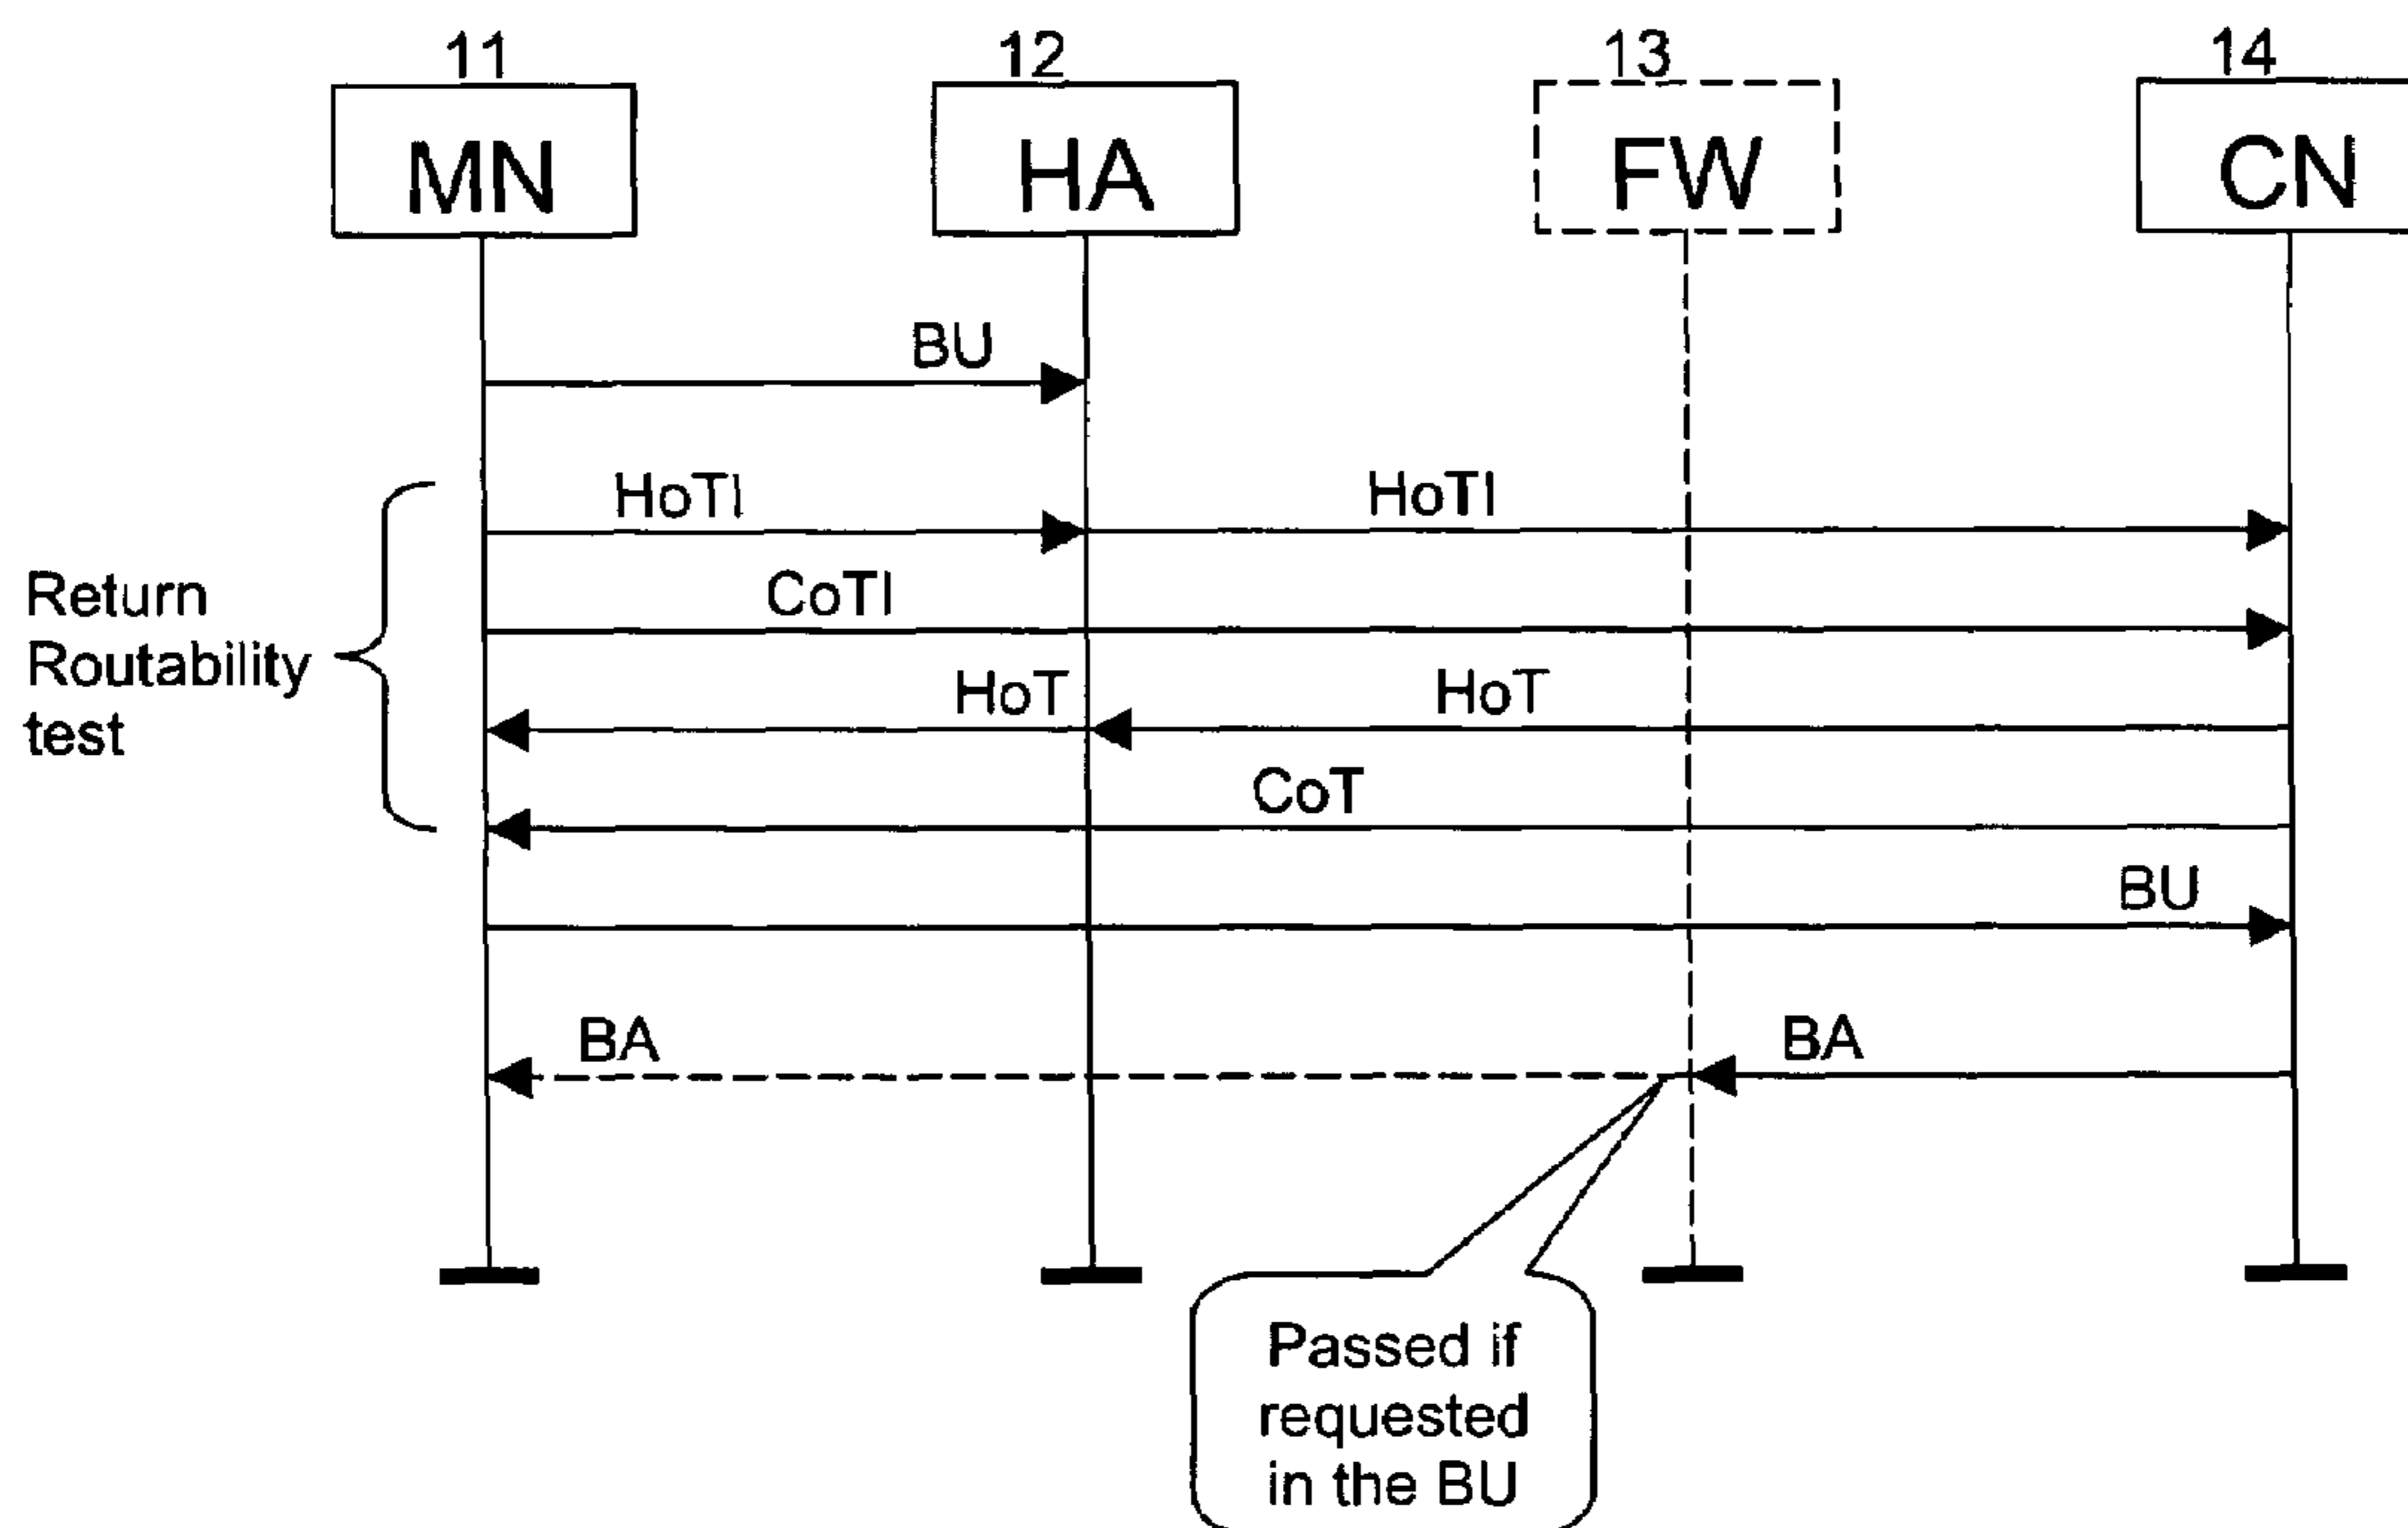 11
12
13
14
MN
HA
FW
CN
BU
HoTI
HoTI
CoTI
Return
Routability
test
HoT
HoT
CoT
BU
BA
BA
Passed if
requested
in the BU